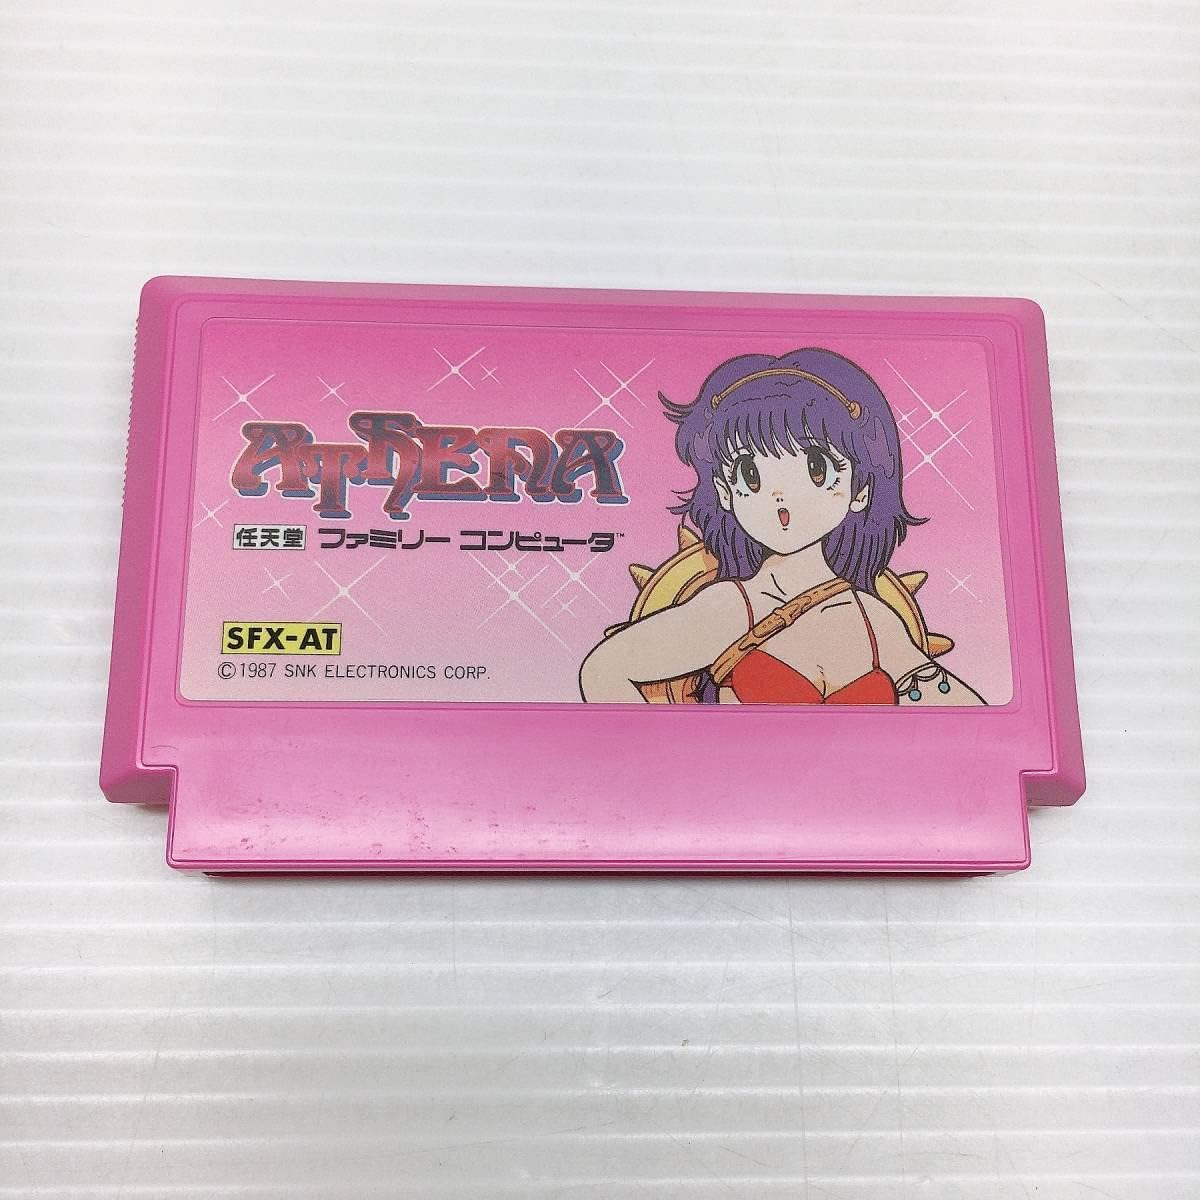 ATHENA
任天堂 ファミリー コンピュータ™
SFX-AT
©1987 SNK ELECTRONICS CORP.